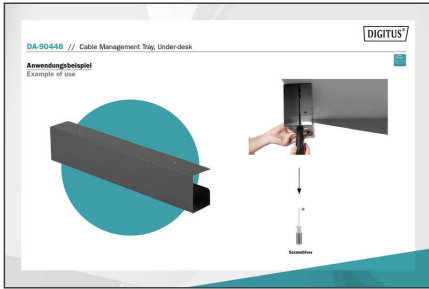 DIGITUS®
DA-90448 // Cable Management Tray, Under-desk
Anwendungsbeispiel
Example of use
Screwdriver